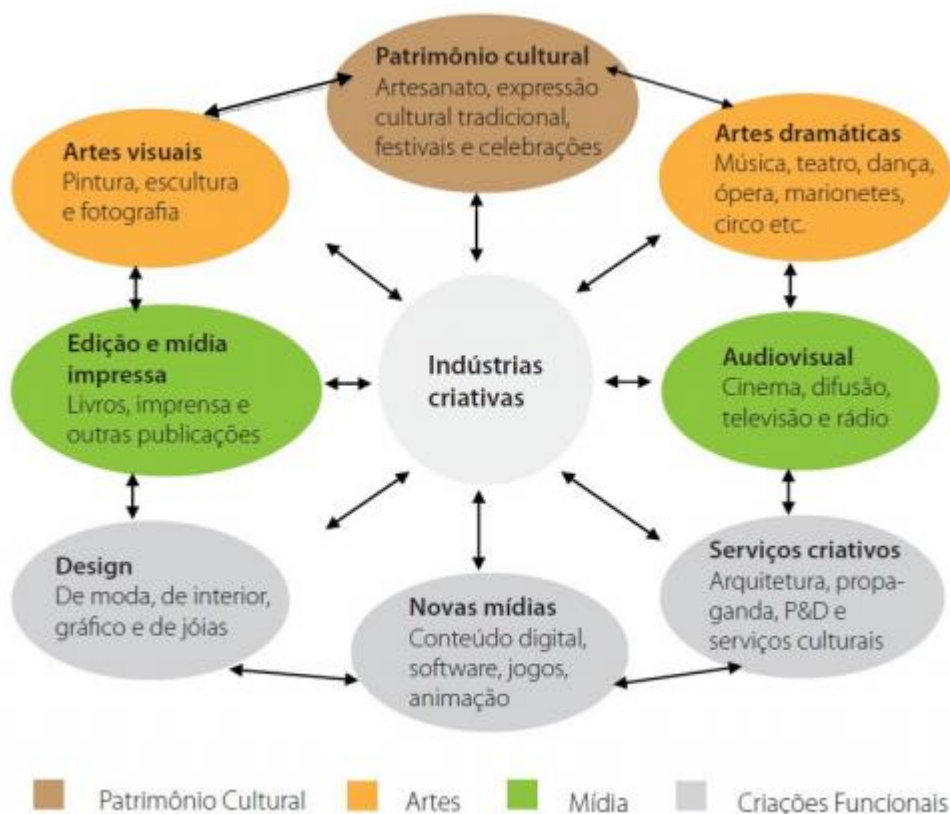 Patrimônio cultural
Artesanato, expressão
cultural tradicional,
festivais e celebrações
Artes visuais
Pintura, escultura
e fotografia
Artes dramáticas
Música, teatro, dança,
ópera, marionetes,
circo etc.
Edição e mídia
impressa
Livros, imprensa e
outras publicações
Indústrias
criativas
Audiovisual
Cinema, difusão,
televisão e rádio
Design
De moda, de interior,
gráfico e de jóias
Novas mídias
Conteúdo digital,
software, jogos,
animação
Serviços criativos
Arquitetura, propa-
ganda, P&D e
serviços culturais
Patrimônio Cultural
Artes
Mídia
Criações Funcionais